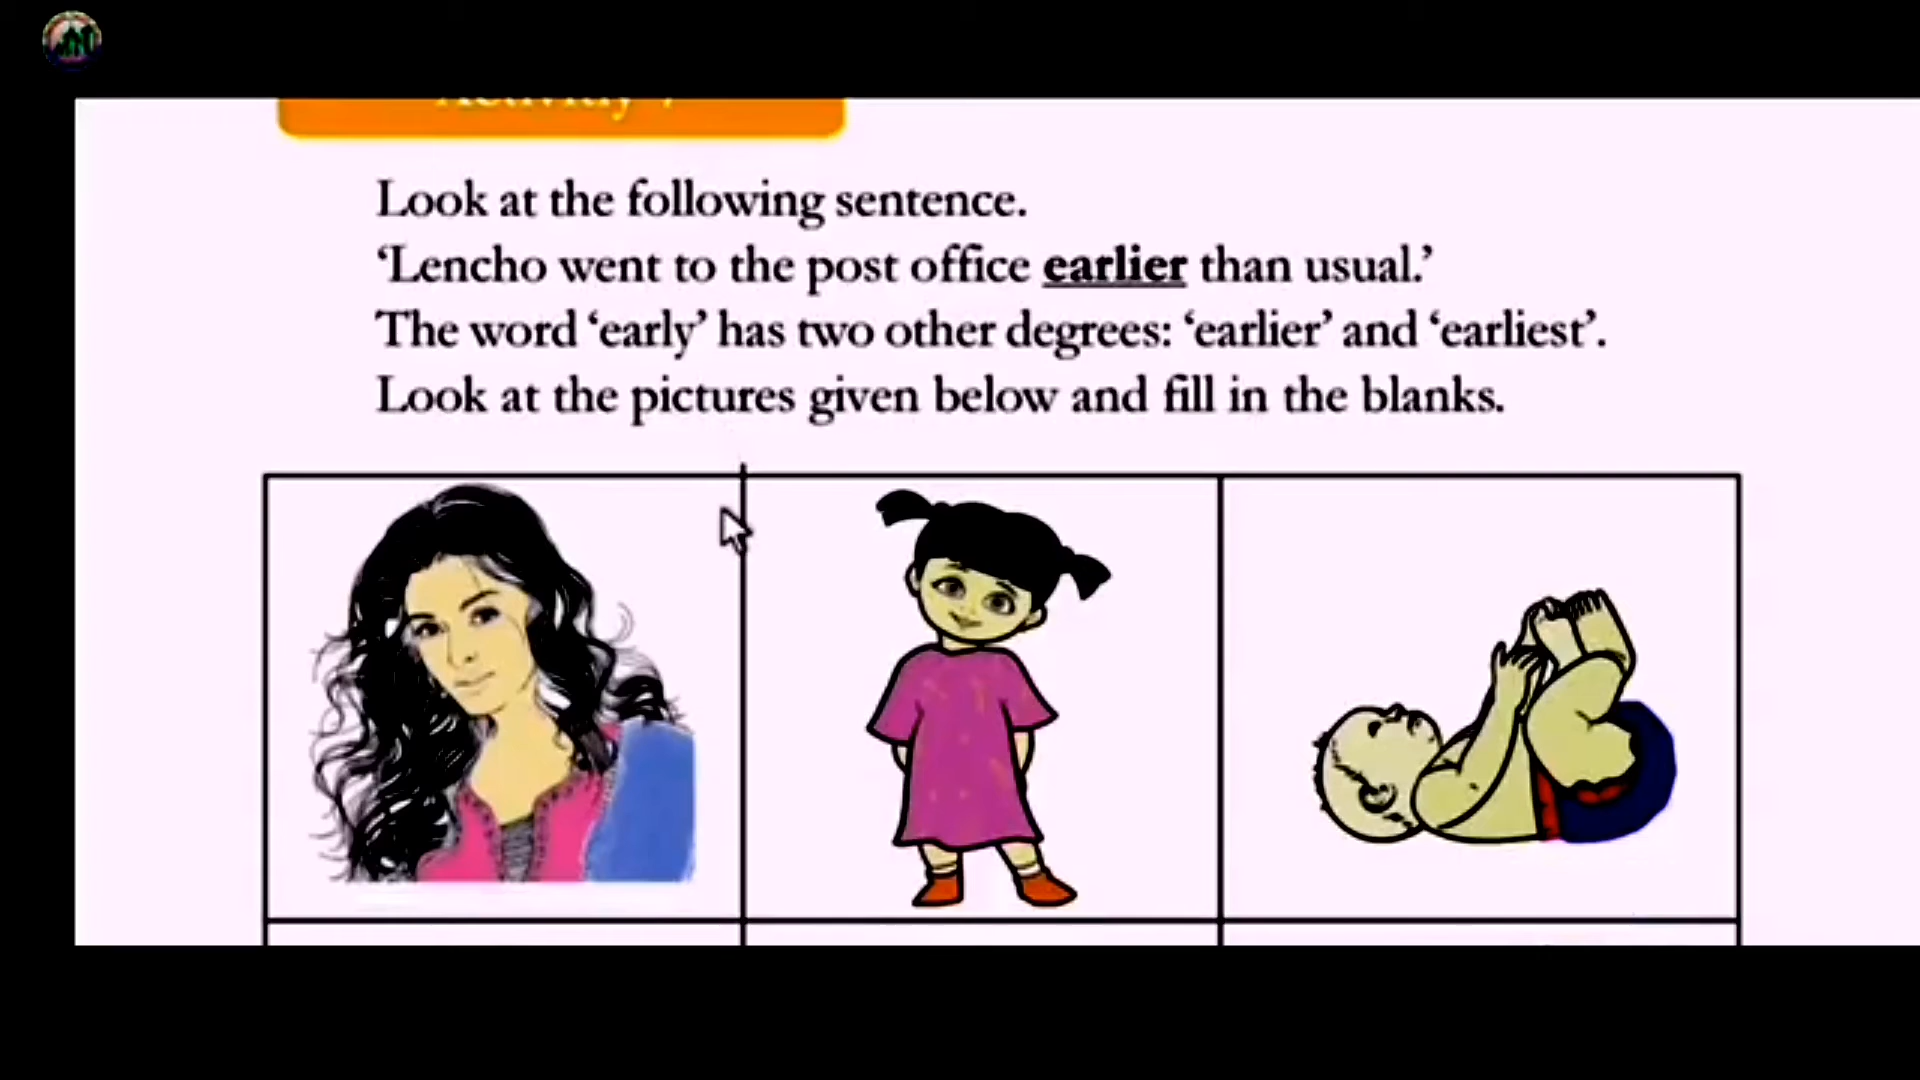 Look at the following sentence.
‘Lencho went to the post office earlier than usual.’
The word ‘early’ has two other degrees: ‘earlier’ and ‘earliest’.
Look at the pictures given below and fill in the blanks.